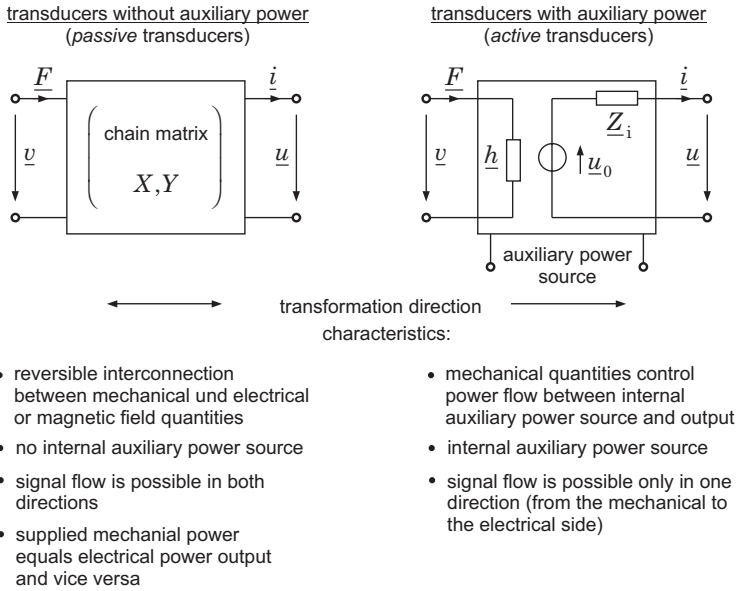 transducers without auxiliary power
(passive transducers)
F
i
v
chain matrix
X,Y
u
transducers with auxiliary power
(active transducers)
F
i
v
h
Z i
u 0
u
auxiliary power
source
transformation direction
characteristics:
• reversible interconnection
between mechanical und electrical
or magnetic field quantities
• no internal auxiliary power source
• signal flow is possible in both
directions
• supplied mechanial power
equals electrical power output
and vice versa
• mechanical quantities control
power flow between internal
auxiliary power source and output
• internal auxiliary power source
• signal flow is possible only in one
direction (from the mechanical to
the electrical side)